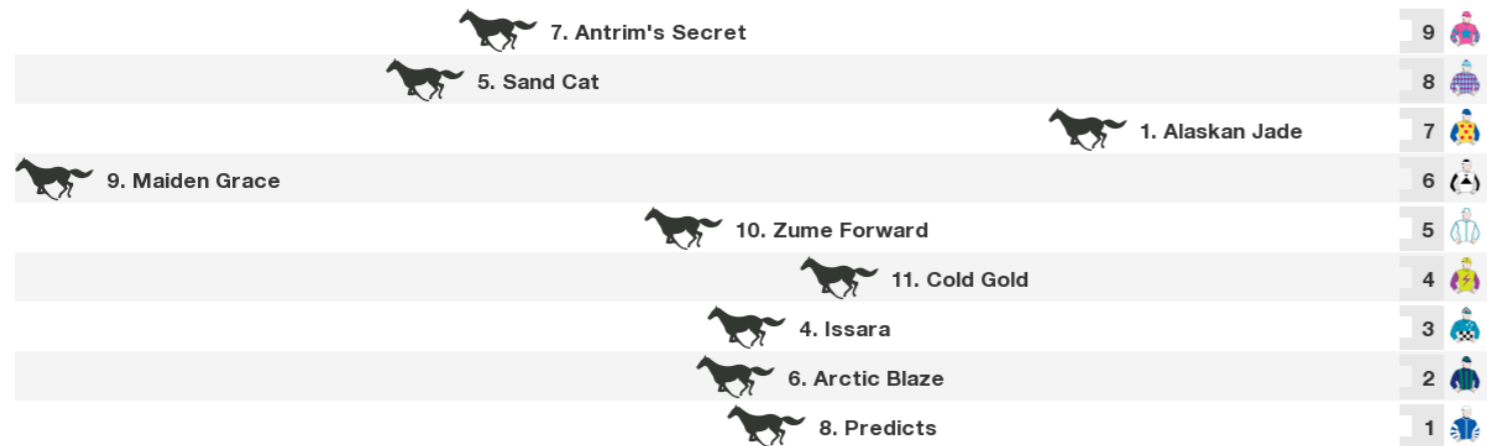 7. Antrim's Secret 9
5. Sand Cat 8
1. Alaskan Jade 7
9. Maiden Grace 6
10. Zume Forward 5
11. Cold Gold 4
4. Issara 3
6. Arctic Blaze 2
8. Predicts 1